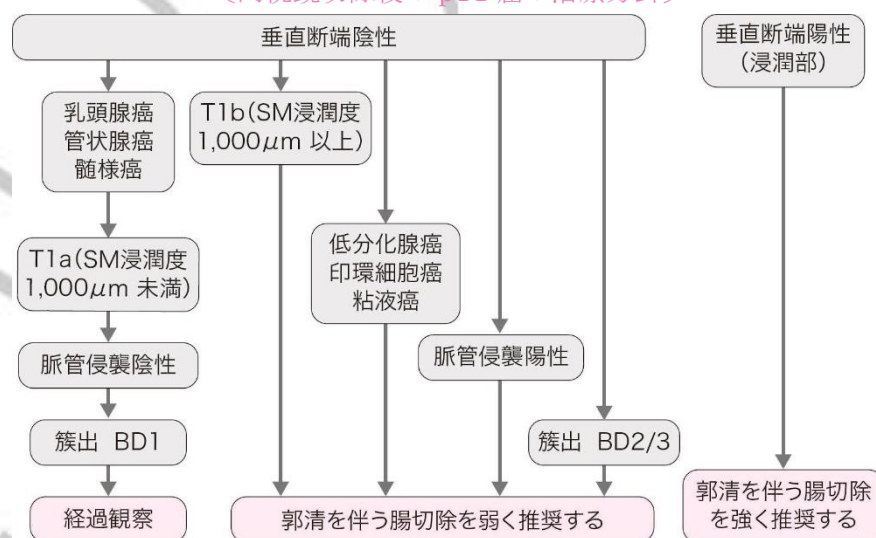 垂直断端陰性
垂直断端陽性
(浸潤部)
乳頭腺癌
管状腺癌
髄様癌
T1b(SM浸潤度
1,000μm 以上)
T1a(SM浸潤度
1,000μm 未満)
低分化腺癌
印環細胞癌
粘液癌
脈管侵襲陰性
脈管侵襲陽性
簇出 BD1
簇出 BD2/3
経過観察
郭清を伴う腸切除を弱く推奨する
郭清を伴う腸切除
を強く推奨する